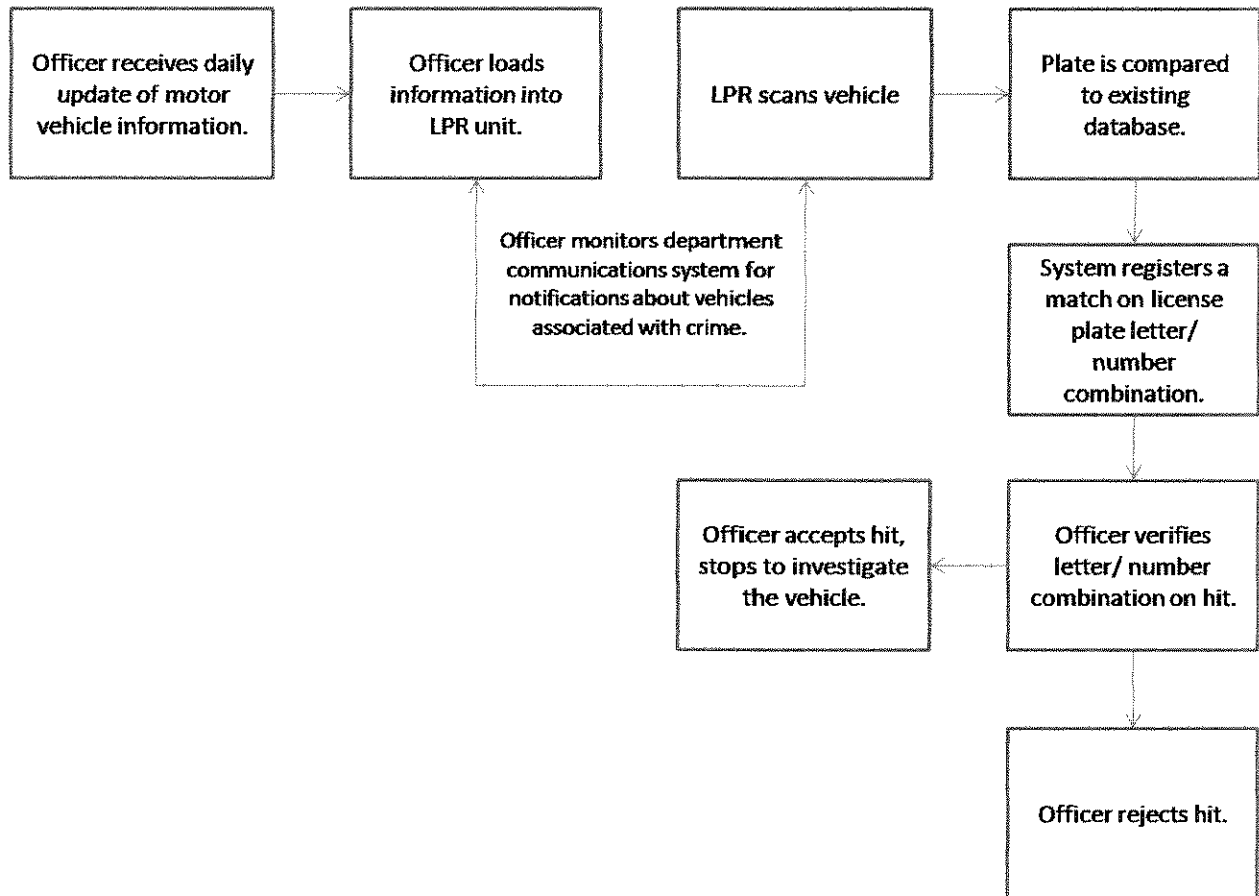 Officer receives daily
update of motor
vehicle information.
Officer loads
information into
LPR unit.
LPR scans vehicle
Plate is compared
to existing
database.
Officer monitors department
communications system for
notifications about vehicles
associated with crime.
System registers a
match on license
plate letter/
number
combination.
Officer accepts hit,
stops to investigate
the vehicle.
Officer verifies
letter/ number
combination on hit.
Officer rejects hit.